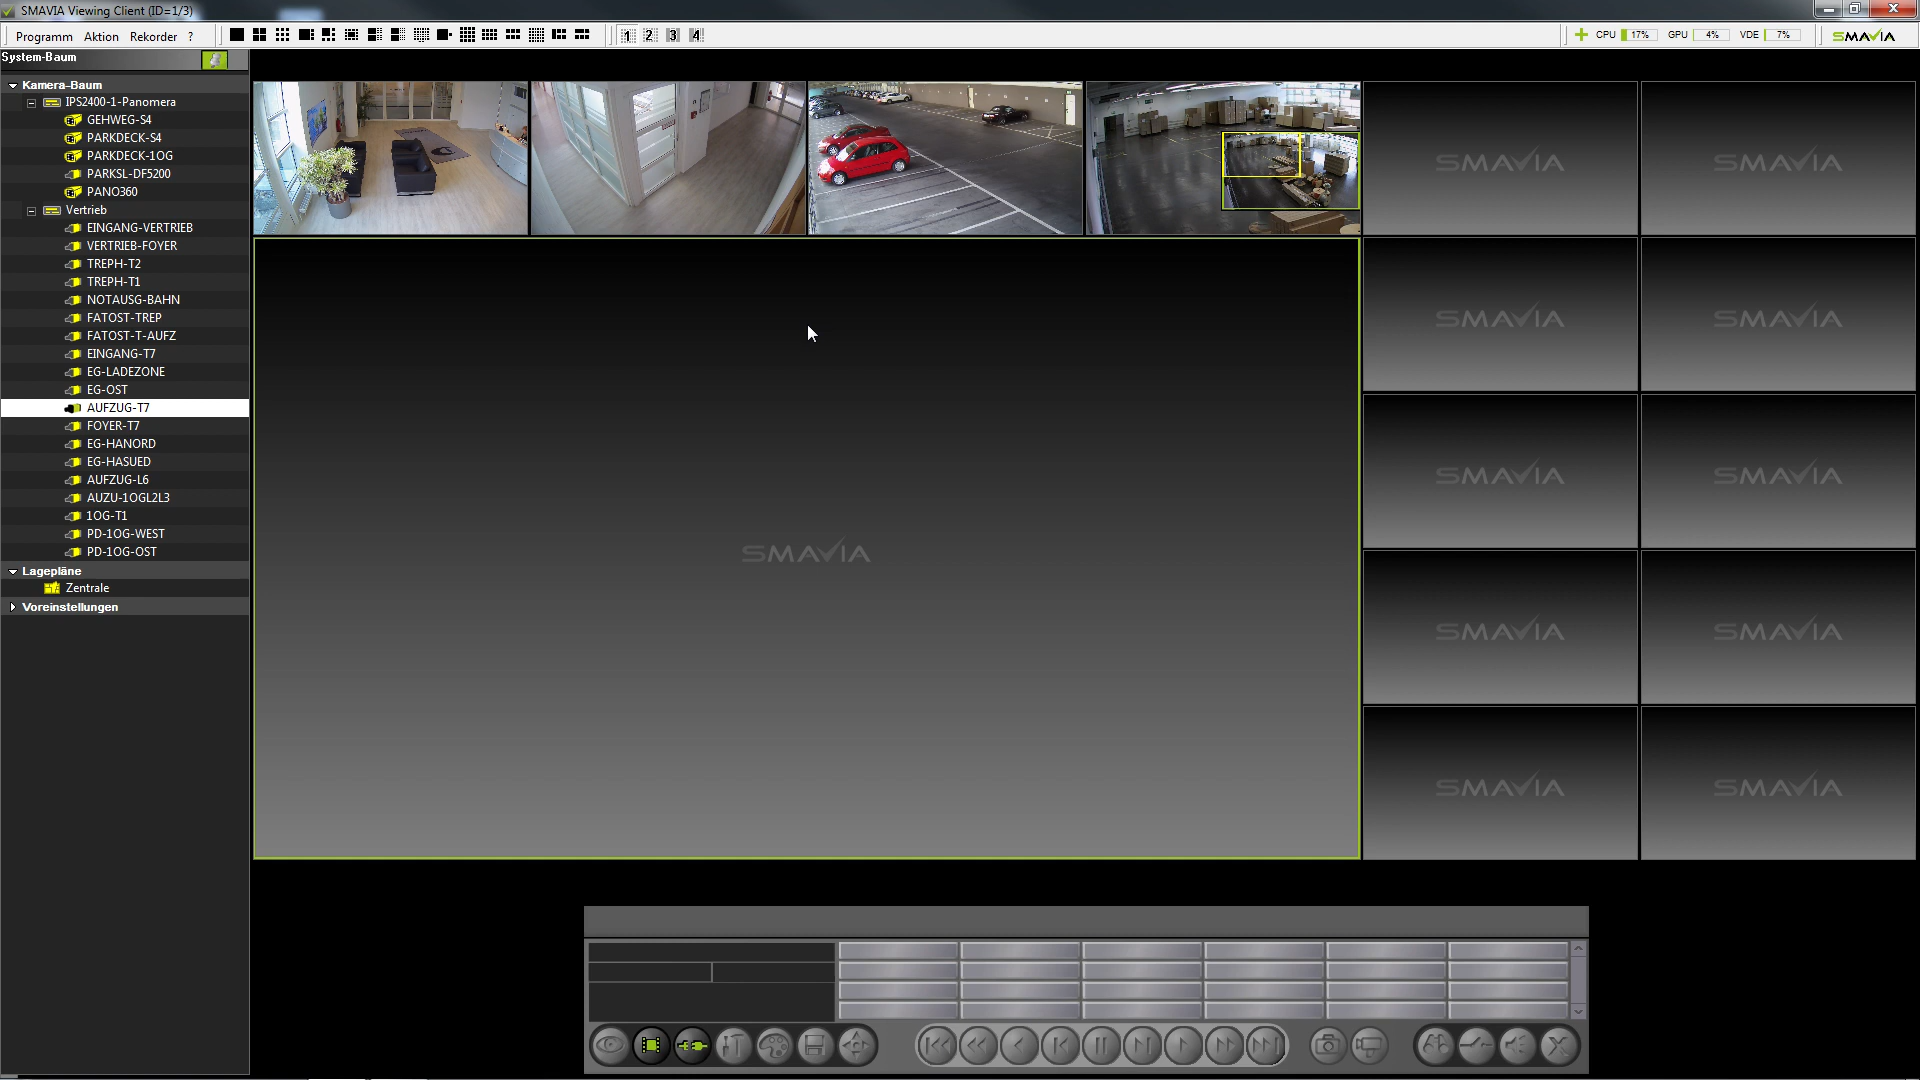 SMAVIA Viewing Client (ID=1/3)
Programm Aktion Rekorder ?
1 2 3 4
CPU 17% GPU 4% VDE 7% SMAVIA
System-Baum
Kamera-Baum
IPS2400-1-Panomera
GEHWEG-S4
PARKDECK-S4
PARKDECK-1OG
PARKSL-DF5200
PANO360
Vertrieb
EINGANG-VERTRIEB
VERTRIEB-FOYER
TREPH-T2
TREPH-T1
NOTAUSG-BAHN
FATOST-TREP
FATOST-T-AUFZ
EINGANG-T7
EG-LADEZONE
EG-OST
AUFZUG-T7
FOYER-T7
EG-HANORD
EG-HASUED
AUFZUG-L6
AUZU-1OGL2L3
1OG-T1
PD-1OG-WEST
PD-1OG-OST
Lagepläne
Zentrale
Voreinstellungen
SMAVIA
SMAVIA SMAVIA
SMAVIA SMAVIA
SMAVIA SMAVIA
SMAVIA SMAVIA
SMAVIA SMAVIA